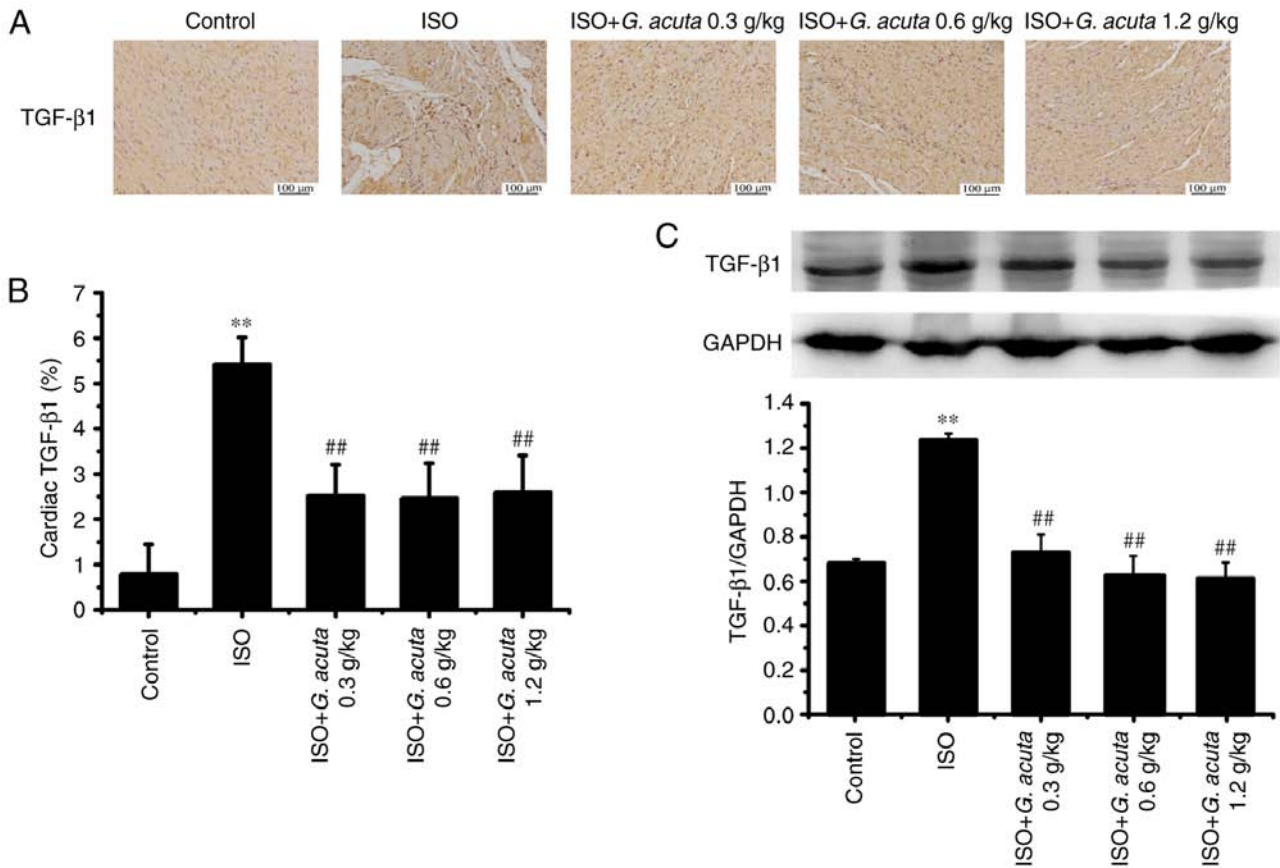 A
Control
ISO
ISO+G. acuta 0.3 g/kg
ISO+G. acuta 0.6 g/kg
ISO+G. acuta 1.2 g/kg
TGF-β1
100 µm
100 µm
100 µm
100 µm
100 µm
B
Cardiac TGF-β1 (%)
7
6
5
4
3
2
1
0
**
##
##
##
Control
ISO
ISO+G. acuta
0.3 g/kg
ISO+G. acuta
0.6 g/kg
ISO+G. acuta
1.2 g/kg
C
TGF-β1
GAPDH
TGF-β1/GAPDH
1.4
1.2
1.0
0.8
0.6
0.4
0.2
0.0
**
##
##
##
Control
ISO
ISO+G. acuta
0.3 g/kg
ISO+G. acuta
0.6 g/kg
ISO+G. acuta
1.2 g/kg